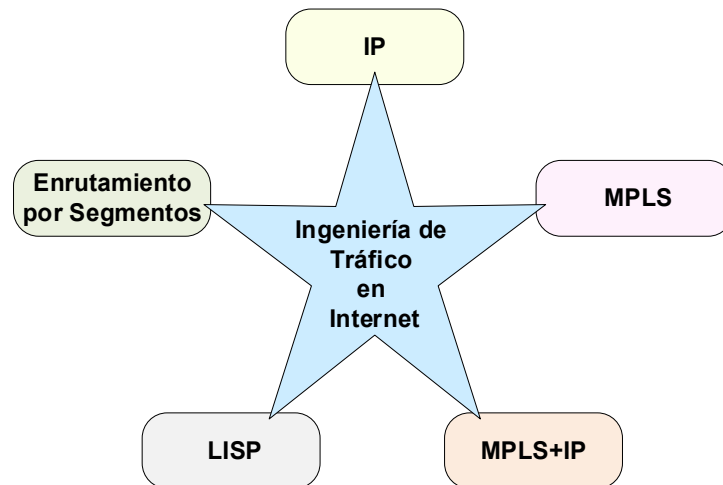 IP
Enrutamiento
por Segmentos
MPLS
Ingeniería de
Tráfico
en
Internet
LISP
MPLS+IP